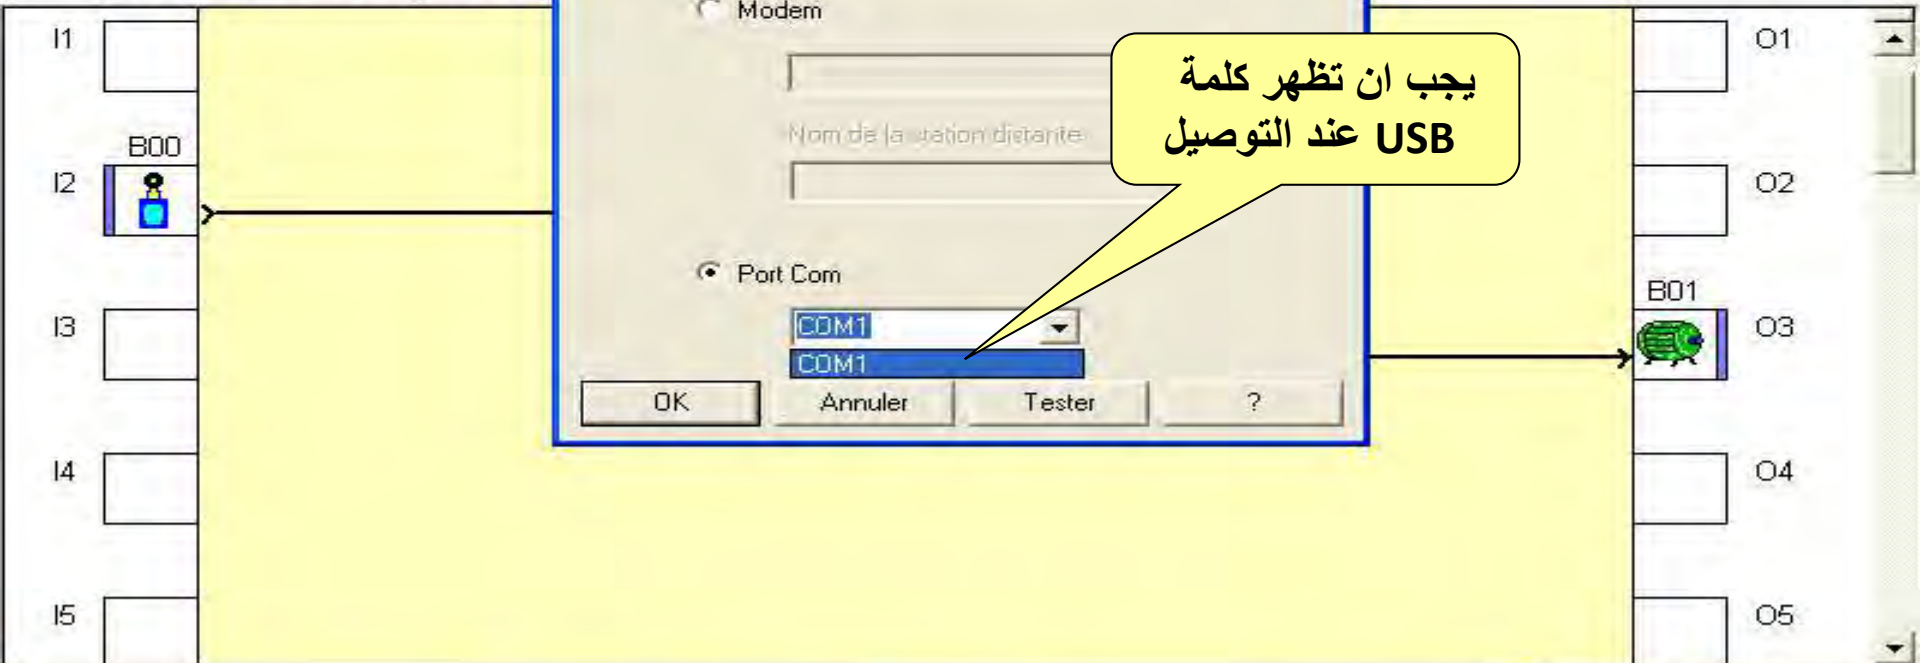 Modem
I1
O1
يجب ان تظهر كلمة
USB عند التوصيل
Nom de la station distante
B00
I2
O2
Port Com
B01
I3
COM1
O3
COM1
OK
Annuler
Tester
?
I4
O4
I5
O5